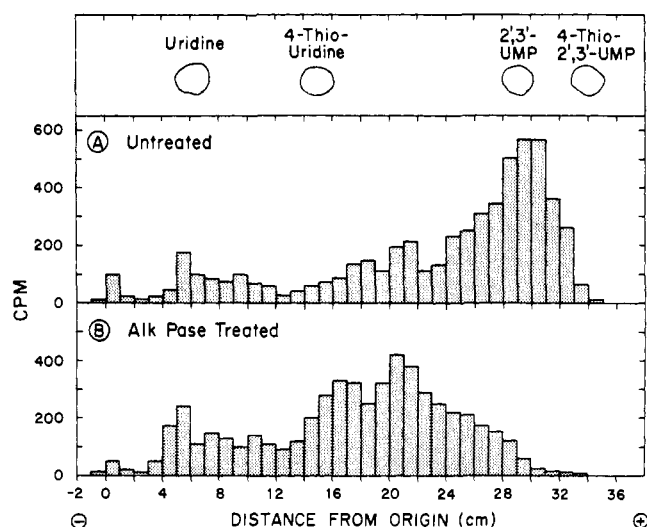 Uridine
4-Thio-
Uridine
2',3'-
UMP
4-Thio-
2',3'-UMP
600
400
200
0
CPM
A Untreated
400
200
0
B Alk Pase Treated
-2 0 4 8 12 16 20 24 28 32 36
⊖ DISTANCE FROM ORIGIN (cm) ⊕